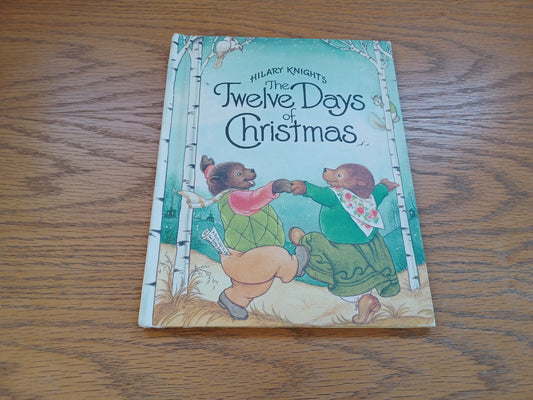 HILARY KNIGHT'S
The
Twelve Days
of
Christmas